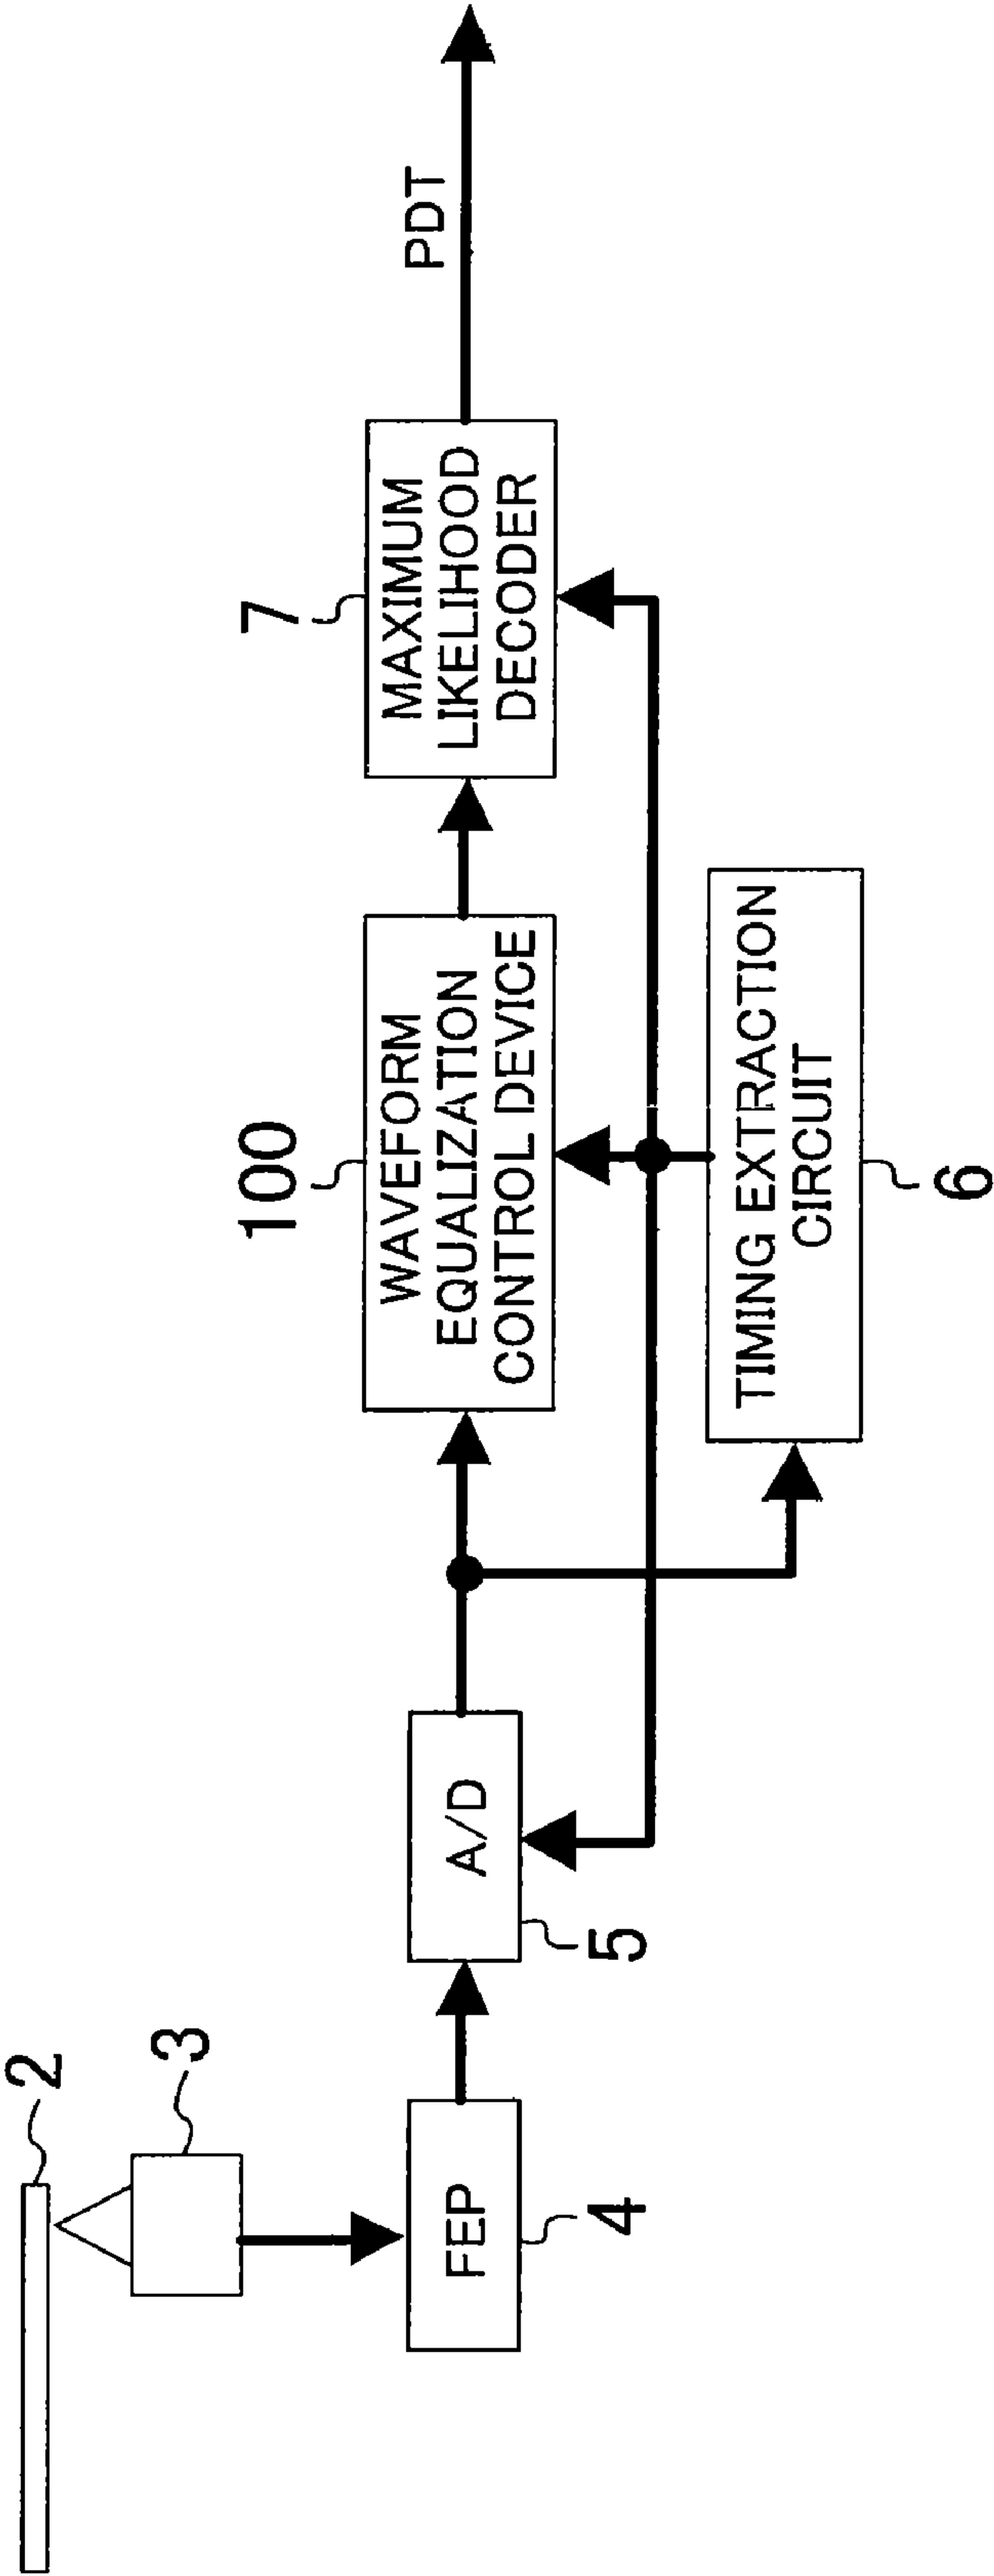 2
3
FEP
4
A/D
5
100
WAVEFORM
EQUALIZATION
CONTROL DEVICE
TIMING EXTRACTION
CIRCUIT
6
7
MAXIMUM
LIKELIHOOD
DECODER
PDT